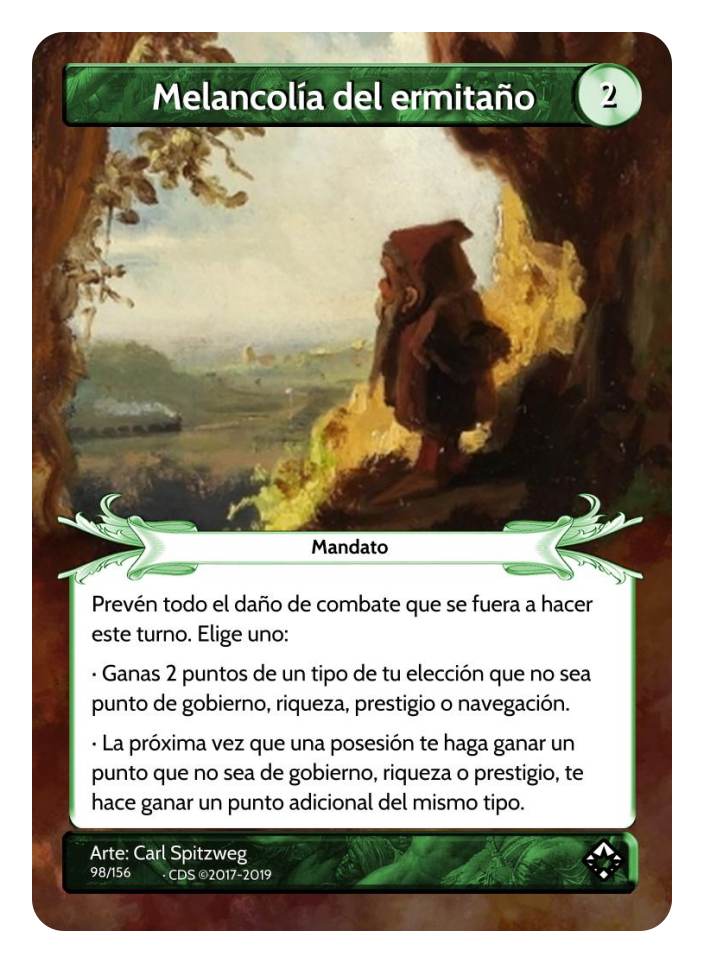 Melancolía del ermitaño
2
Mandato
Prevén todo el daño de combate que se fuera a hacer
este turno. Elige uno:
· Ganas 2 puntos de un tipo de tu elección que no sea
punto de gobierno, riqueza, prestigio o navegación.
· La próxima vez que una posesión te haga ganar un
punto que no sea de gobierno, riqueza o prestigio, te
hace ganar un punto adicional del mismo tipo.
Arte: Carl Spitzweg
98/156 · CDS ©2017-2019